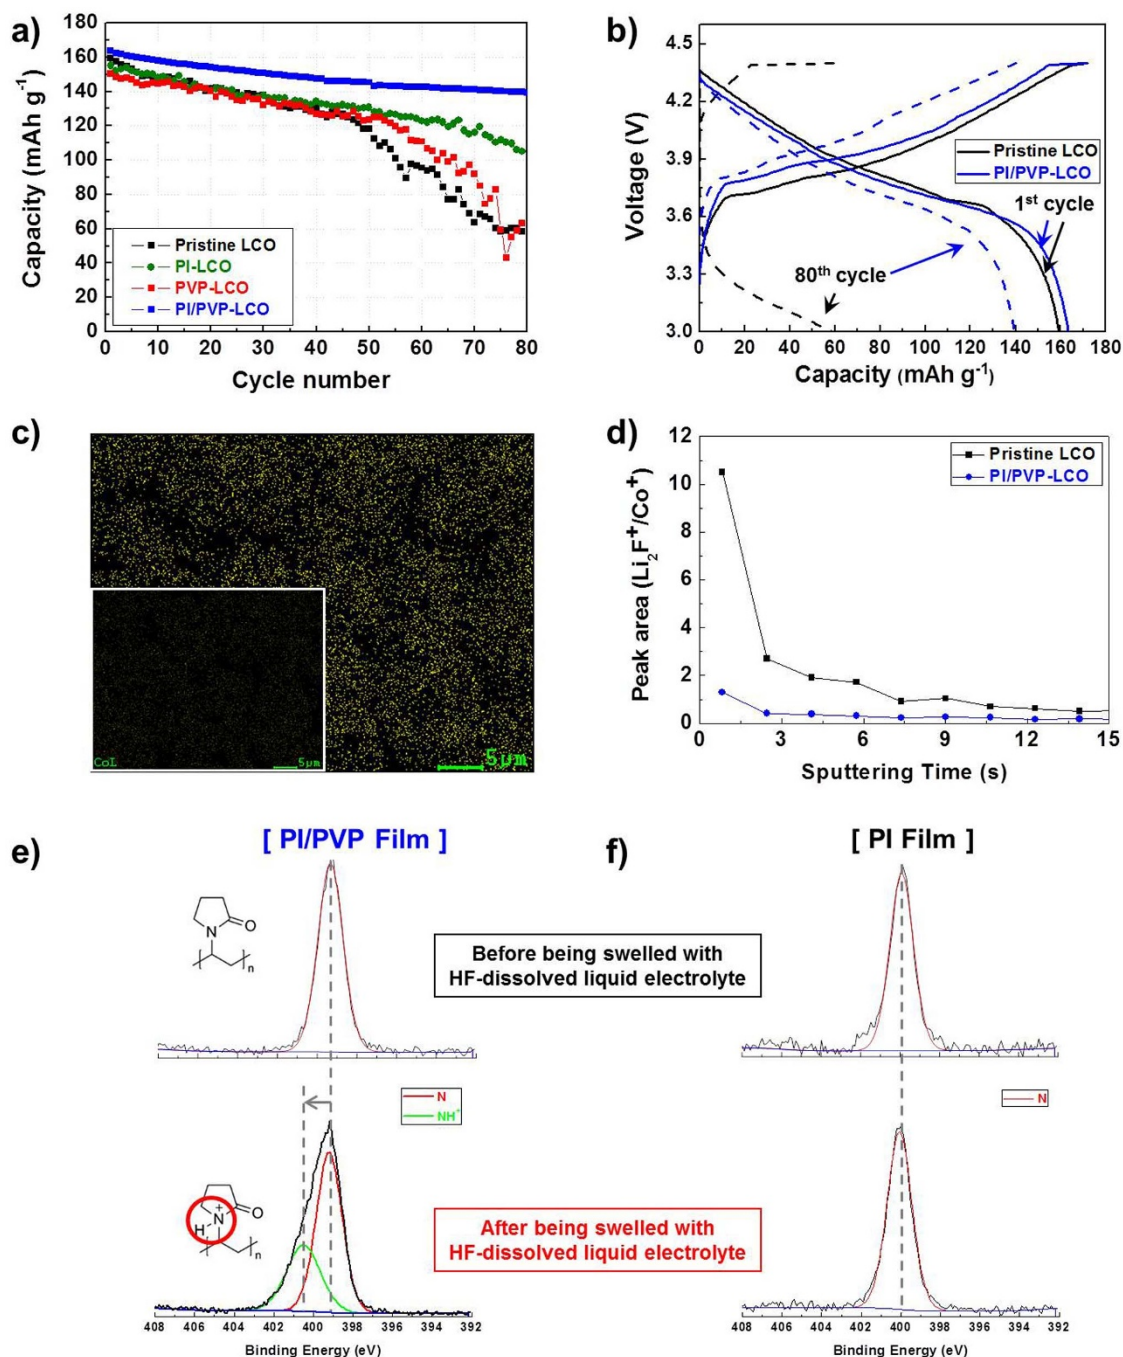 a)
Capacity (mAh g⁻¹)
180
160
140
120
100
80
60
40
20
0
Pristine LCO
PI-LCO
PVP-LCO
PI/PVP-LCO
0 10 20 30 40 50 60 70 80
Cycle number
b)
Voltage (V)
4.5
4.2
3.9
3.6
3.3
3.0
Pristine LCO
PI/PVP-LCO
1st cycle
80th cycle
0 20 40 60 80 100 120 140 160 180
Capacity (mAh g⁻¹)
c)
CoL
5μm
5μm
d)
Peak area (Li₂F⁺/Co⁺)
12
10
8
6
4
2
0
Pristine LCO
PI/PVP-LCO
0 3 6 9 12 15
Sputtering Time (s)
e)
[ PI/PVP Film ]
N
O
n
f)
[ PI Film ]
Before being swelled with
HF-dissolved liquid electrolyte
N
NH⁺
N
H
N
+
O
n
After being swelled with
HF-dissolved liquid electrolyte
408 406 404 402 400 398 396 394 392
Binding Energy (eV)
408 406 404 402 400 398 396 394 392
Binding Energy (eV)